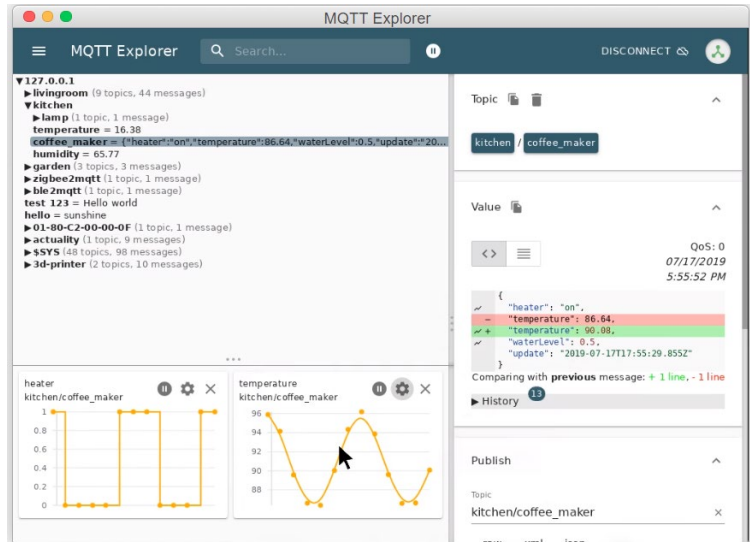 MQTT Explorer
MQTT Explorer
Search...
DISCONNECT
▼127.0.0.1
▶livingroom (9 topics, 44 messages)
▼kitchen
▶lamp (1 topic, 1 message)
temperature = 16.38
coffee_maker = {"heater":"on","temperature":86.64,"waterLevel":0.5,"update":"20...
humidity = 65.77
▶garden (3 topics, 3 messages)
▶zigbee2mqtt (1 topic, 1 message)
▶ble2mqtt (1 topic, 1 message)
test 123 = Hello world
hello = sunshine
▶01-80-C2-00-00-0F (1 topic, 1 message)
▶actuality (1 topic, 9 messages)
▶$SYS (48 topics, 98 messages)
▶3d-printer (2 topics, 10 messages)
heater
kitchen/coffee_maker
1
0.8
0.6
0.4
0.2
0
temperature
kitchen/coffee_maker
96
94
92
90
88
Topic
kitchen / coffee_maker
Value
QoS: 0
07/17/2019
5:55:52 PM
{
"heater": "on",
- "temperature": 86.64,
+ "temperature": 90.08,
"waterLevel": 0.5,
"update": "2019-07-17T17:55:29.855Z"
}
Comparing with previous message: + 1 line, - 1 line
▶ History 13
Publish
Topic
kitchen/coffee_maker